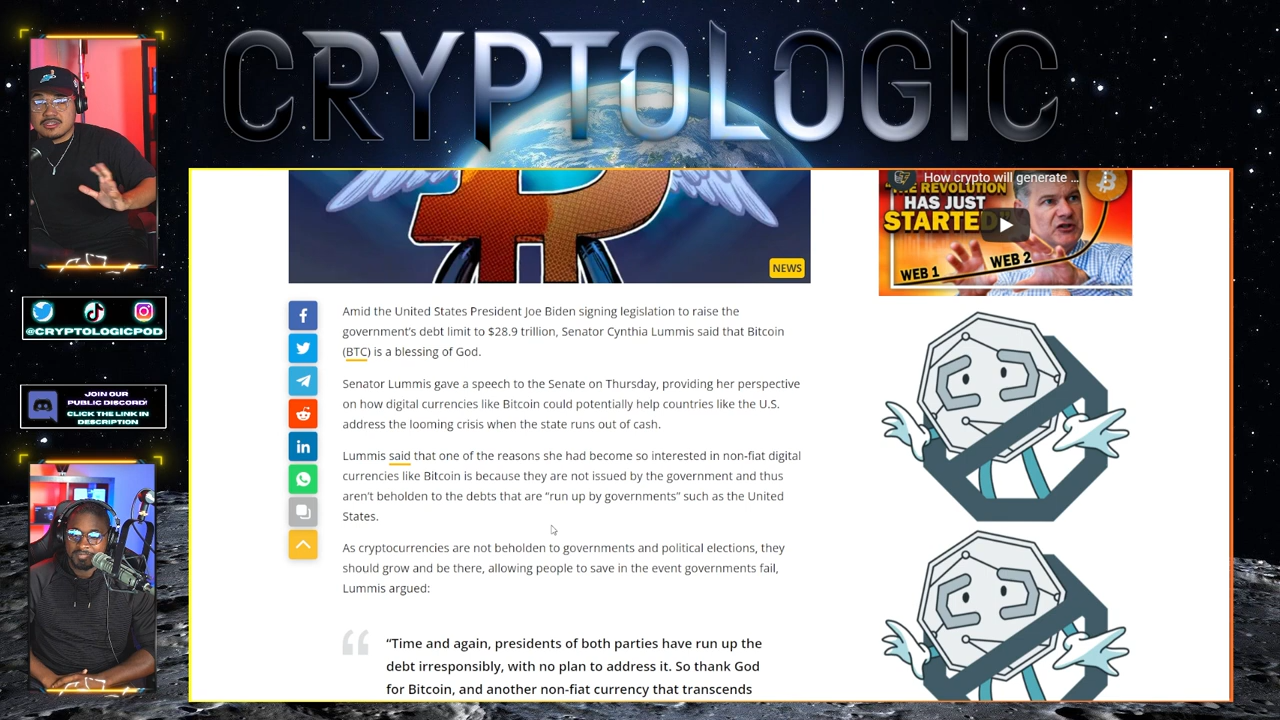 CRYPTOLOGIC
@CRYPTOLOGICPOD
JOIN OUR
PUBLIC DISCORD!
CLICK THE LINK IN
DESCRIPTION
NEWS
Amid the United States President Joe Biden signing legislation to raise the
government's debt limit to $28.9 trillion, Senator Cynthia Lummis said that Bitcoin
(BTC) is a blessing of God.
Senator Lummis gave a speech to the Senate on Thursday, providing her perspective
on how digital currencies like Bitcoin could potentially help countries like the U.S.
address the looming crisis when the state runs out of cash.
Lummis said that one of the reasons she had become so interested in non-fiat digital
currencies like Bitcoin is because they are not issued by the government and thus
aren't beholden to the debts that are “run up by governments” such as the United
States.
As cryptocurrencies are not beholden to governments and political elections, they
should grow and be there, allowing people to save in the event governments fail,
Lummis argued:
“Time and again, presidents of both parties have run up the
debt irresponsibly, with no plan to address it. So thank God
for Bitcoin, and another non-fiat currency that transcends
How crypto will generate ...
REVOLUTION
HAS JUST
STARTED
WEB 1
WEB 2